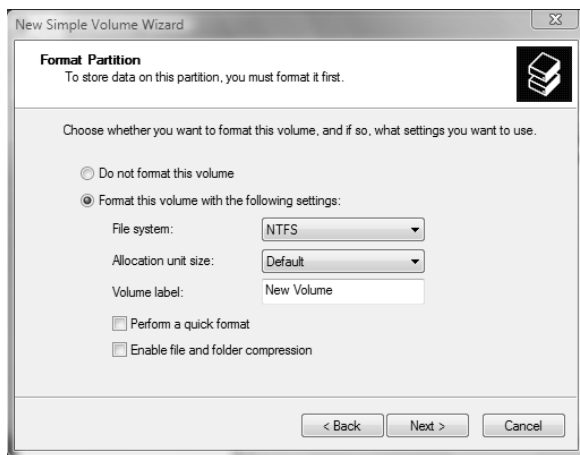 New Simple Volume Wizard
Format Partition
To store data on this partition, you must format it first.
Choose whether you want to format this volume, and if so, what settings you want to use.
Do not format this volume
Format this volume with the following settings:
File system: NTFS
Allocation unit size: Default
Volume label: New Volume
Perform a quick format
Enable file and folder compression
< Back Next > Cancel